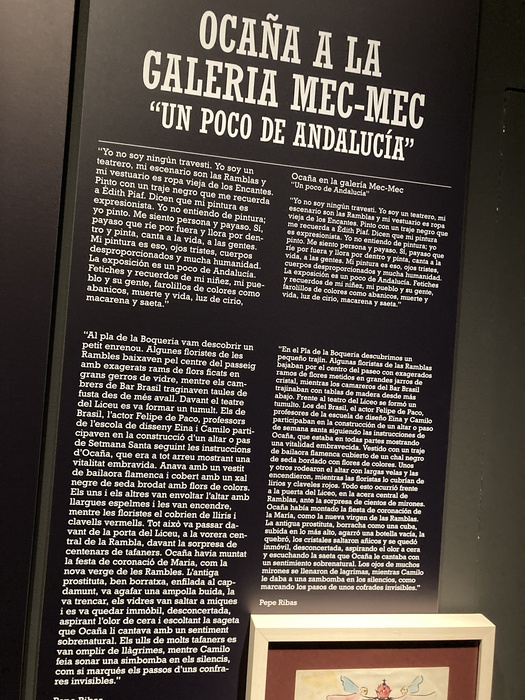 OCAÑA A LA
GALERIA MEC-MEC
“UN POCO DE ANDALUCÍA”
“Yo no soy ningún travesti. Yo soy un
teatrero, mi escenario son las Ramblas y
mi vestuario es ropa vieja de los Encantes.
Pinto con un traje negro que me recuerda
a Édith Piaf. Dicen que mi pintura es
expresionista. Yo no entiendo de pintura;
yo pinto. Me siento persona y payaso. Sí,
payaso que ríe por fuera y llora por den-
tro y pinta, canta a la vida, a las gentes.
Mi pintura es eso, ojos tristes, cuerpos
desproporcionados y mucha humanidad.
La exposición es un poco de Andalucía.
Fetiches y recuerdos de mi niñez, mi pue-
blo y su gente, farolillos de colores como
abanicos, muerte y vida, luz de cirio,
macarena y saeta.”
“Al pla de la Boqueria vam descobrir un
petit enrenou. Algunes floristes de les
Rambles baixaven pel centre del passeig
amb exagerats rams de flors ficats en
grans gerros de vidre, mentre els cam-
brers de Bar Brasil traginaven taules de
fusta des de més avall. Davant el teatre
del Liceu es va formar un tumult. Els de
Brasil, l’actor Felipe de Paco, professors
de l’escola de disseny Eina i Camilo parti-
cipaven en la construcció d’un altar o pas
de Setmana Santa seguint les instruccions
d’Ocaña, que era a tot arreu mostrant una
vitalitat embravida. Anava amb un vestit
de bailaora flamenca i cobert amb un xal
negre de seda brodat amb flors de colors.
Els uns i els altres van envoltar l’altar amb
llargues espelmes i les van encendre,
mentre les floristes el cobrien de lliris i
clavells vermells. Tot això va passar da-
vant de la porta del Liceu, a la vorera cen-
tral de la Rambla, davant la sorpresa de
centenars de tafaners. Ocaña havia muntat
la festa de coronació de Maria, com la
nova verge de les Rambles. L’antiga
prostituta, ben borratxa, enfilada al cap-
damunt, va agafar una ampolla buida, la
va trencar, els vidres van saltar a miques
i es va quedar immòbil, desconcertada,
aspirant l’olor de cera i escoltant la sageta
que Ocaña li cantava amb un sentiment
sobrenatural. Els ulls de molts tafaners es
van omplir de llàgrimes, mentre Camilo
feia sonar una simbomba en els silencis,
com si marqués els passos d’uns confra-
res invisibles.”
Pepe Ribas
Ocaña en la galería Mec-Mec
“Un poco de Andalucía”
“Yo no soy ningún travesti. Yo soy un teatrero, mi
escenario son las Ramblas y mi vestuario es ropa
vieja de los Encantes. Pinto con un traje negro que
me recuerda a Édith Piaf. Dicen que mi pintura
es expresionista. Yo no entiendo de pintura; yo
pinto. Me siento persona y payaso. Sí, payaso que
ríe por fuera y llora por dentro y pinta, canta a la
vida, a las gentes. Mi pintura es eso, ojos tristes,
cuerpos desproporcionados y mucha humanidad.
La exposición es un poco de Andalucía. Fetiches
y recuerdos de mi niñez, mi pueblo y su gente,
farolillos de colores como abanicos, muerte y
vida, luz de cirio, macarena y saeta.”
“En el Pla de la Boqueria descubrimos un
pequeño trajín. Algunas floristas de las Ramblas
bajaban por el centro del paseo con exagerados
ramos de flores metidos en grandes jarros de
cristal, mientras los camareros del Bar Brasil
trajinaban con tablas de madera desde más
abajo. Frente al teatro del Liceo se formó un
tumulto. Los del Brasil, el actor Felipe de Paco,
profesores de la escuela de diseño Eina y Camilo
participaban en la construcción de un altar o paso
de semana santa siguiendo las instrucciones de
Ocaña, que estaba en todas partes mostrando
una vitalidad embravecida. Vestido con un traje
de bailaora flamenca cubierto de un chal negro
de seda bordado con flores de colores. Unos
y otros rodearon el altar con largas velas y las
encendieron, mientras las floristas lo cubrían de
lirios y claveles rojos. Todo esto ocurrió frente
a la puerta del Liceo, en la acera central de
Ramblas, ante la sorpresa de cientos de mirones.
Ocaña había montado la fiesta de coronación de
la María, como la nueva virgen de las Ramblas.
La antigua prostituta, borracha como una cuba,
subida en lo más alto, agarró una botella vacía, la
quebró, los cristales saltaron añicos y se quedó
inmóvil, desconcertada, aspirando el olor a cera
y escuchando la saeta que Ocaña le cantaba con
un sentimiento sobrenatural. Los ojos de muchos
mirones se llenaron de lágrimas, mientras Camilo
le daba a una zambomba en los silencios, como
marcando los pasos de unos cofrades invisibles.”
Pepe Ribas